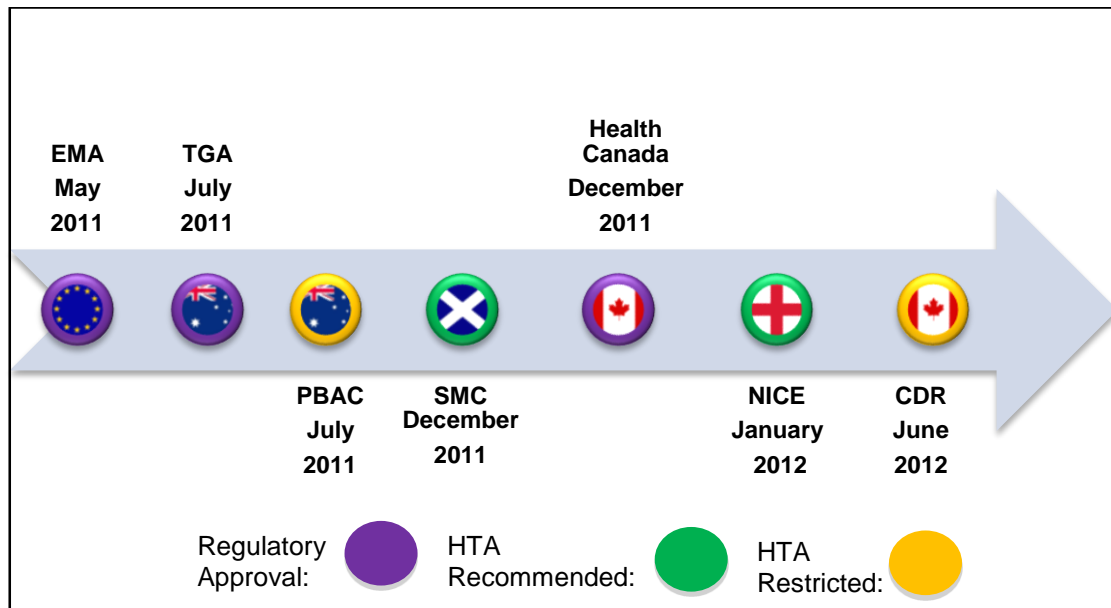 EMA
May
2011
TGA
July
2011
Health
Canada
December
2011
PBAC
July
2011
SMC
December
2011
NICE
January
2012
CDR
June
2012
Regulatory
Approval:
HTA
Recommended:
HTA
Restricted: